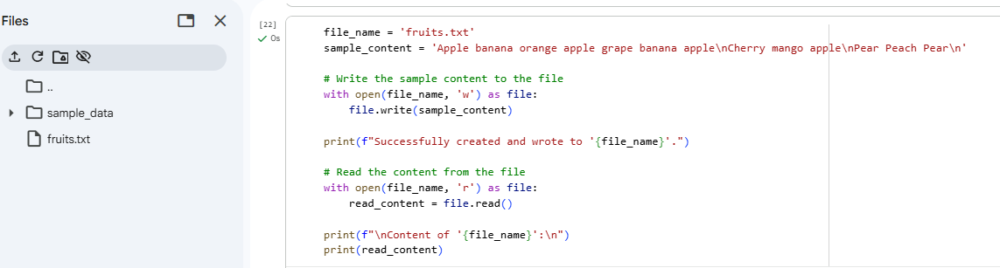 Files
..
sample_data
fruits.txt
[22]
0s
file_name = 'fruits.txt'
sample_content = 'Apple banana orange apple grape banana apple\nCherry mango apple\nPear Peach Pear\n'
# Write the sample content to the file
with open(file_name, 'w') as file:
    file.write(sample_content)
print(f"Successfully created and wrote to '{file_name}'.")
# Read the content from the file
with open(file_name, 'r') as file:
    read_content = file.read()
print(f"\nContent of '{file_name}':\n")
print(read_content)